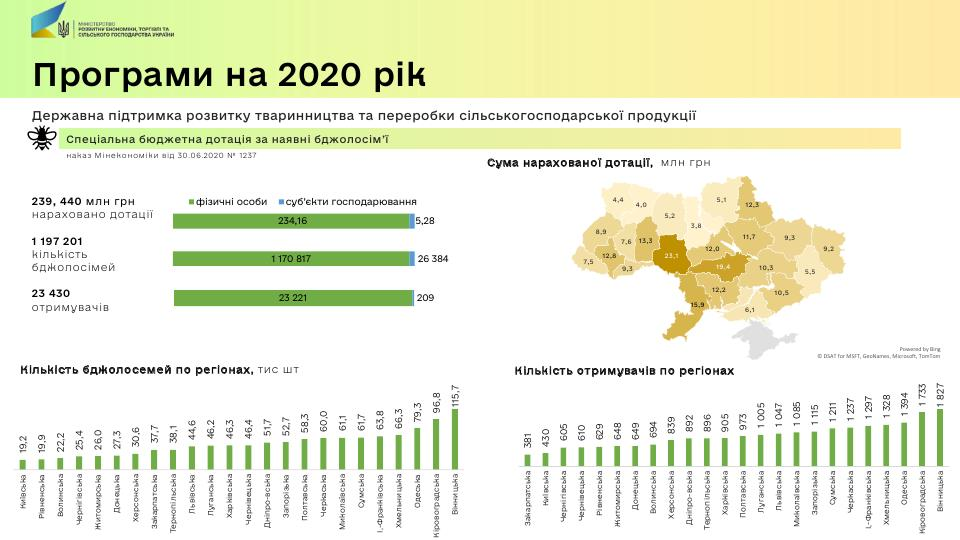 МІНІСТЕРСТВО
РОЗВИТКУ ЕКОНОМІКИ, ТОРГІВЛІ ТА
СІЛЬСЬКОГО ГОСПОДАРСТВА УКРАЇНИ
Програми на 2020 рік
Державна підтримка розвитку тваринництва та переробки сільськогосподарської продукції
Спеціальна бюджетна дотація за наявні бджолосім'ї
наказ Мінекономіки від 30.06.2020 № 1237
239, 440 млн грн
нараховано дотації
1 197 201
кількість
бджолосімей
23 430
отримувачів
фізичні особи суб'єкти господарювання
234,16 5,28
1 170 817 26 384
23 221 209
Сума нарахованої дотації, млн грн
4,4 4,0 5,2 5,1 12,3
3,8
8,9 7,6 13,3 12,0 11,7 9,3 9,2
7,5 12,8 9,3 23,1 19,4 10,3 5,5
12,2 10,5
15,9 6,1
Powered by Bing
© DSAT for MSFT, GeoNames, Microsoft, TomTom
Кількість бджолосемей по регіонах, тис шт
19,2 19,9 22,2 25,4 26,0 27,3 30,6 37,7 38,1 44,6 46,2 46,3 46,4 51,7 52,7 58,3 60,0 61,1 61,7 63,8 66,3 79,3 96,8 115,7
Київська Рівненська Волинська Чернігівська Житомирська Донецька Херсонська Закарпатська Тернопільська Львівська Луганська Харківська Чернівецька Дніпро-вська Запорізька Полтавська Черкаська Миколаївська Сумська І.-Франківська Хмельницька Одеська Кіровоградська Вінницька
Кількість отримувачів по регіонах
381 430 605 610 629 648 649 694 839 892 896 905 973 1 005 1 047 1 085 1 115 1 211 1 237 1 297 1 328 1 394 1 733 1 827
Закарпатська Київська Чернігівська Чернівецька Рівненська Житомирська Донецька Волинська Херсонська Дніпро-вська Тернопільська Харківська Полтавська Луганська Львівська Миколаївська Запорізька Сумська Черкаська І.-Франківська Хмельницька Одеська Кіровоградська Вінницька